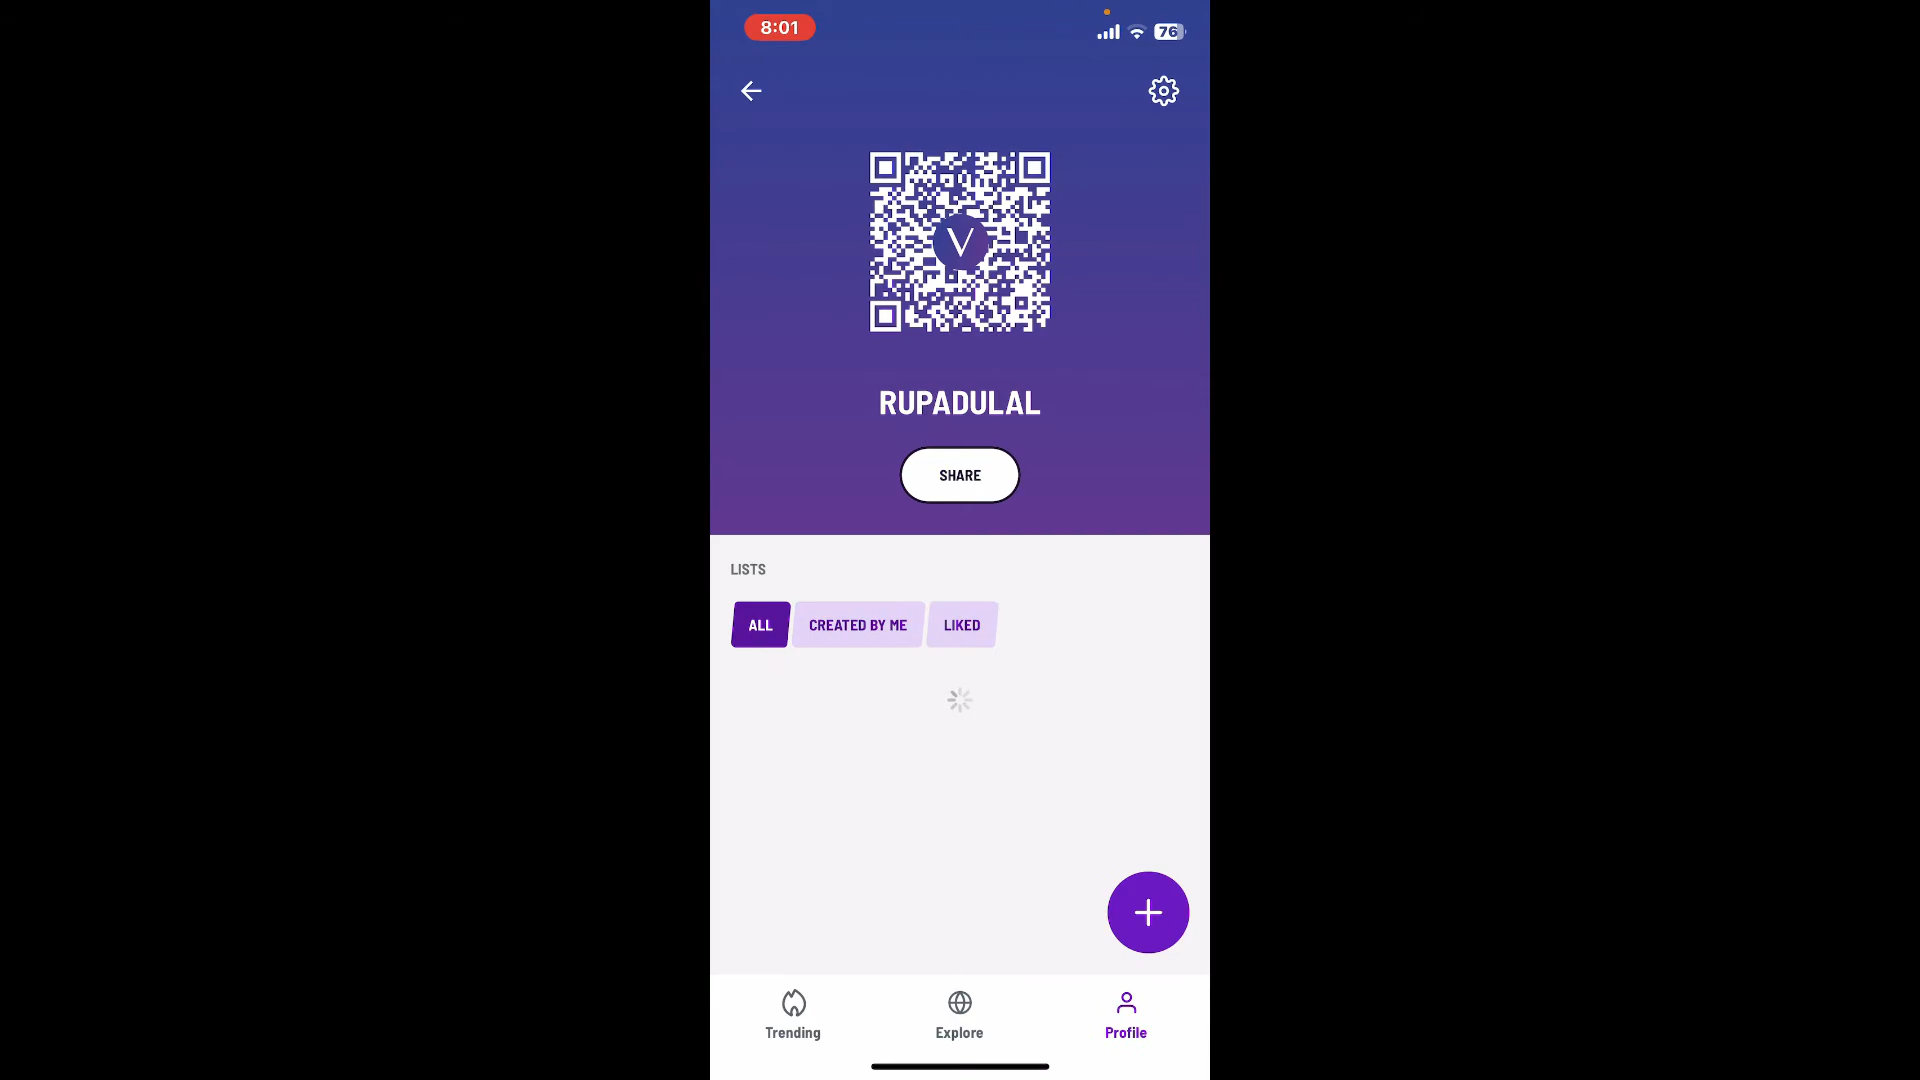 8:01
76
V
RUPADULAL
SHARE
LISTS
ALL CREATED BY ME LIKED
Trending Explore Profile